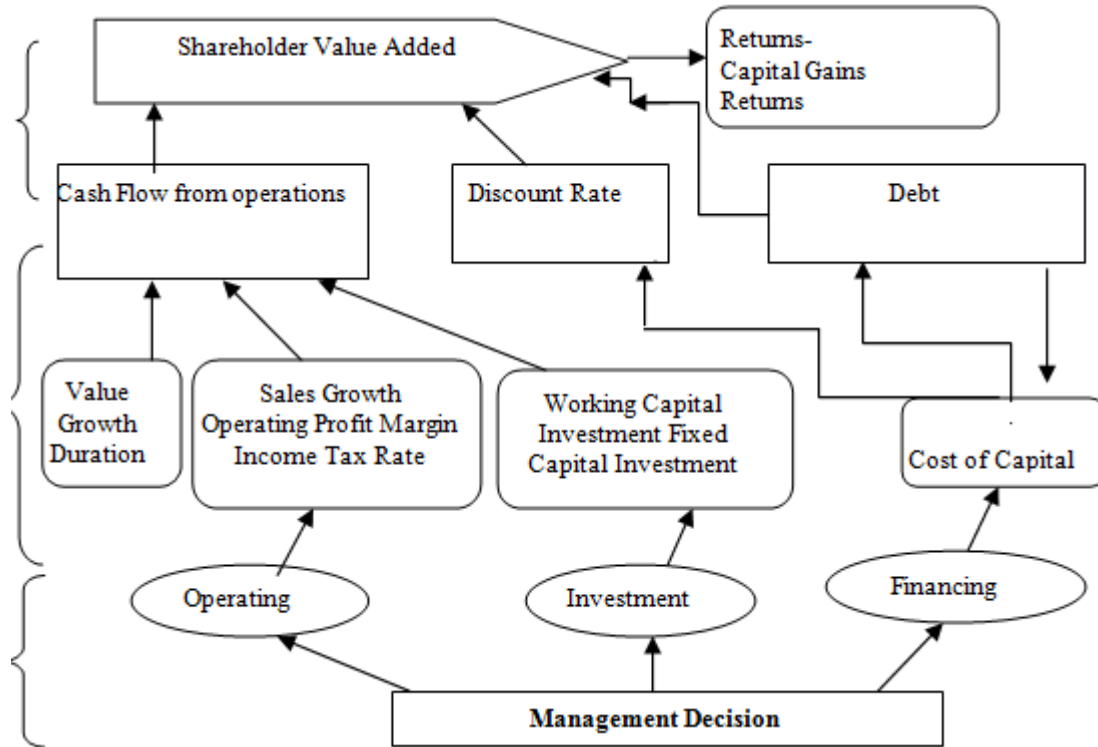 Shareholder Value Added
Returns-
Capital Gains
Returns
Cash Flow from operations
Discount Rate
Debt
Value
Growth
Duration
Sales Growth
Operating Profit Margin
Income Tax Rate
Working Capital
Investment Fixed
Capital Investment
Cost of Capital
Operating
Investment
Financing
Management Decision